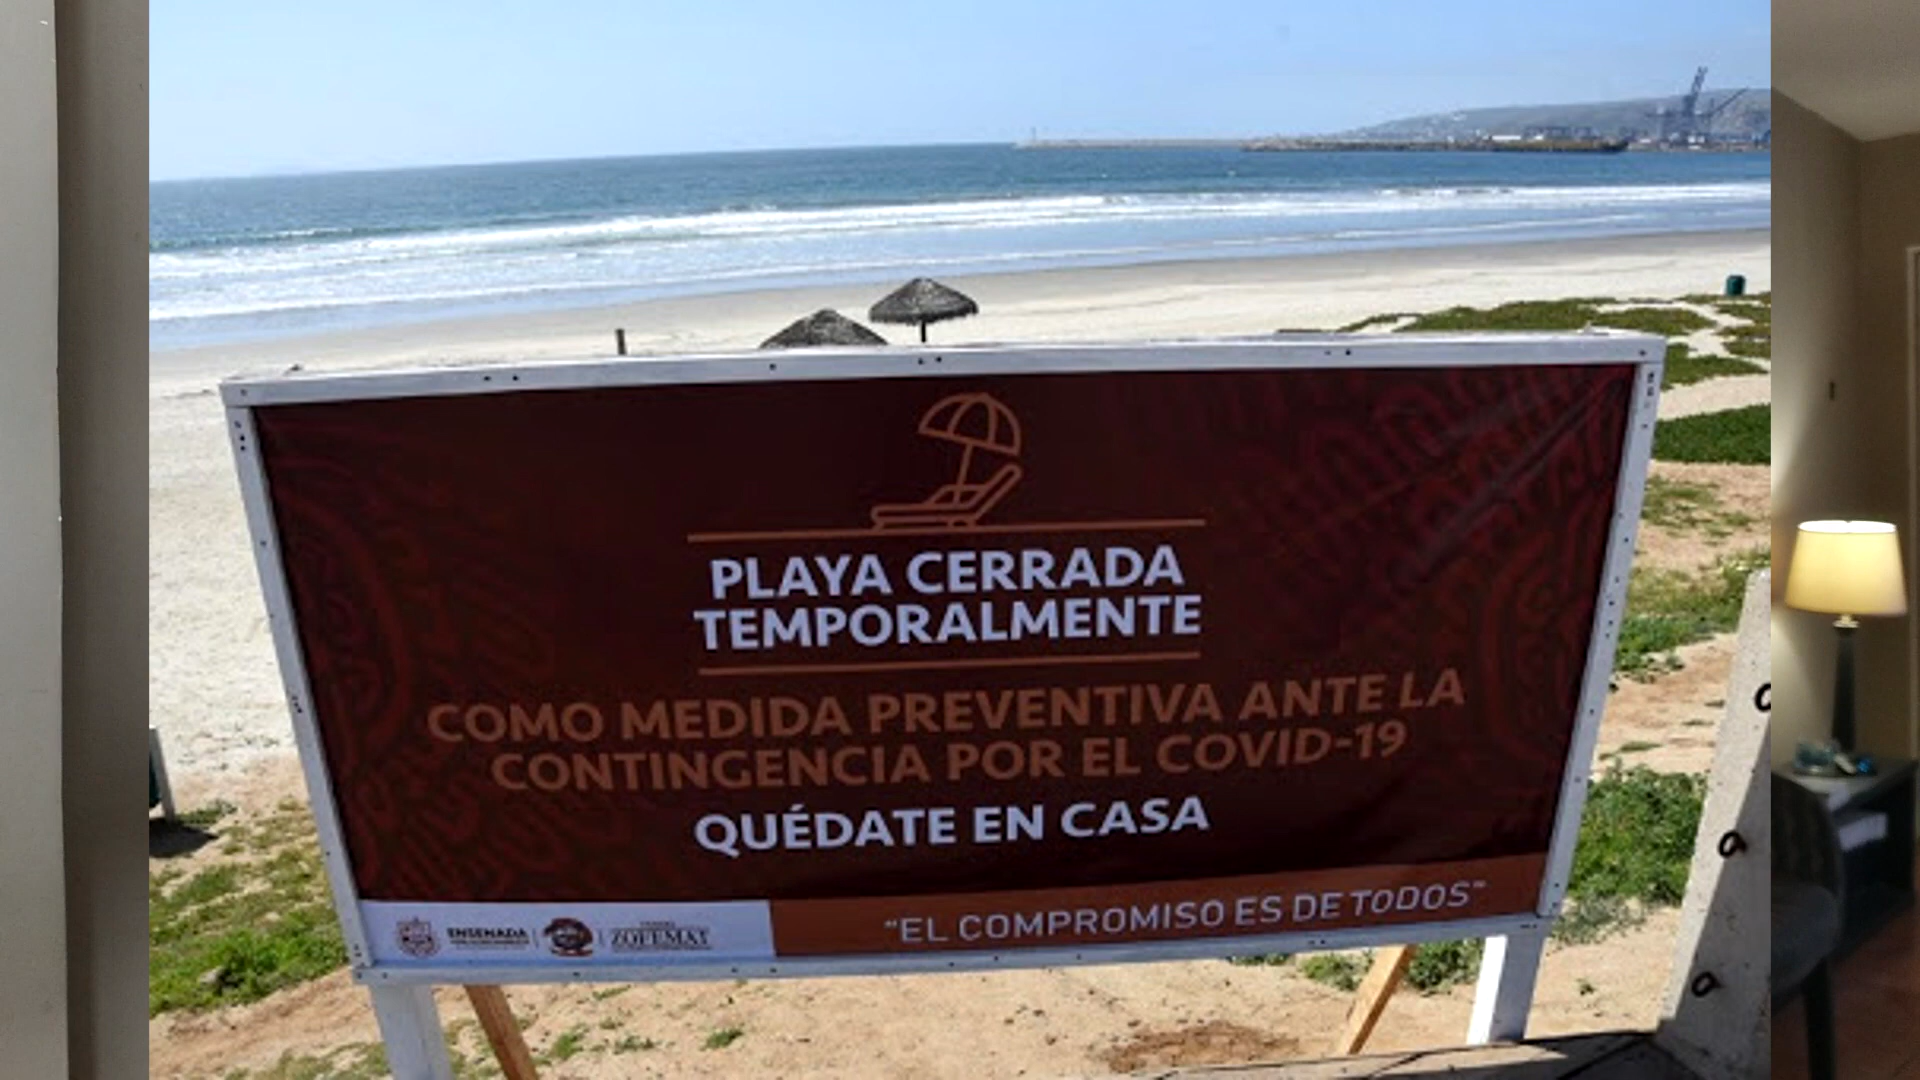 PLAYA CERRADA
TEMPORALMENTE
COMO MEDIDA PREVENTIVA ANTE LA
CONTINGENCIA POR EL COVID-19
QUÉDATE EN CASA
"EL COMPROMISO ES DE TODOS"
ENSENADA
ZOFEMAT